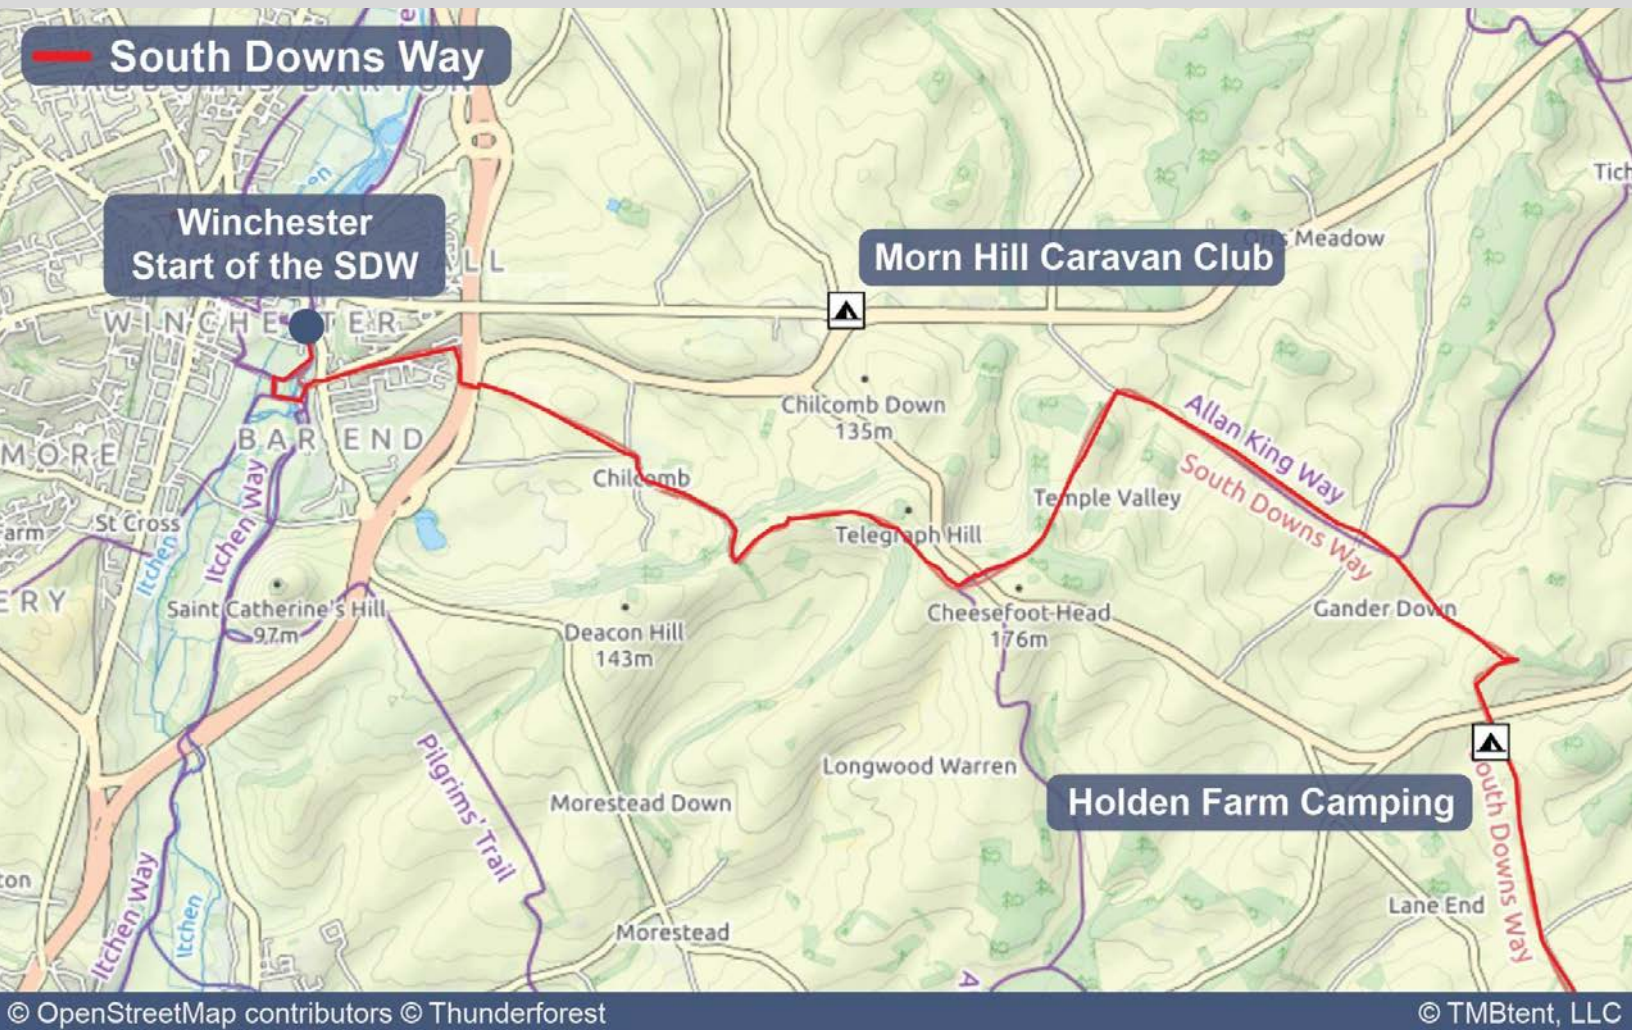 South Downs Way
Winchester
Start of the SDW
Morn Hill Caravan Club
Meadow
Tich
WINCHESTER
Chilcomb Down
135m
BAR END
MORE
Allan King Way
South Downs Way
Chilcomb
Temple Valley
St Cross
arm
Itchen Way
Itchen
Telegraph Hill
ERY
Saint Catherine's Hill
97m
Deacon Hill
143m
Cheesefoot Head
176m
Gander Down
Longwood Warren
Holden Farm Camping
Morestead Down
Pilgrims' Trail
South Downs Way
ton
Itchen Way
Itchen
Morestead
Lane End
A
© OpenStreetMap contributors © Thunderforest
© TMBtent, LLC